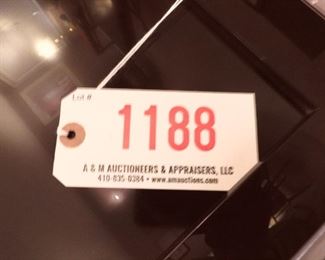 Lot #
1188
A & M AUCTIONEERS & APPRAISERS, LLC
410-835-0384 • www.amauctions.com